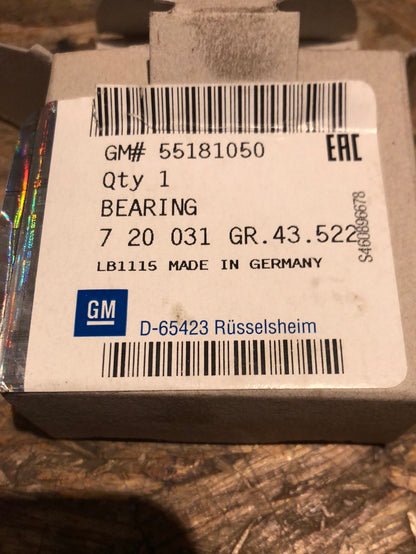 GM# 55181050
EAC
Qty 1
BEARING
7 20 031 GR.43.522
S460896678
LB1115 MADE IN GERMANY
GM
D-65423 Rüsselsheim